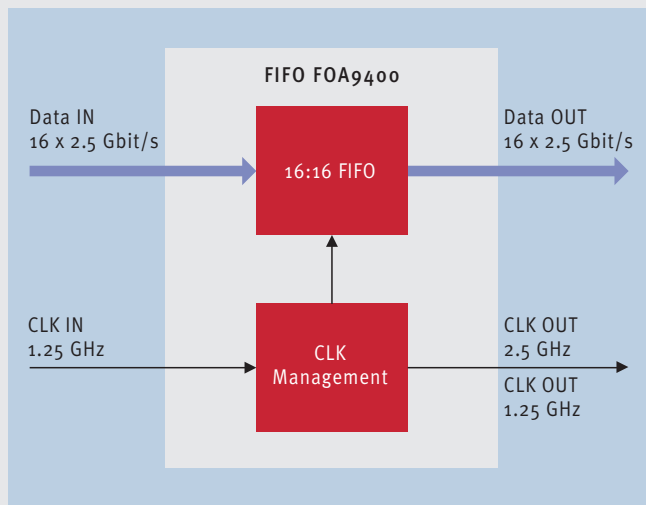 FIFO FOA9400
Data IN
16 x 2.5 Gbit/s
Data OUT
16 x 2.5 Gbit/s
16:16 FIFO
CLK IN
1.25 GHz
CLK
Management
CLK OUT
2.5 GHz
CLK OUT
1.25 GHz